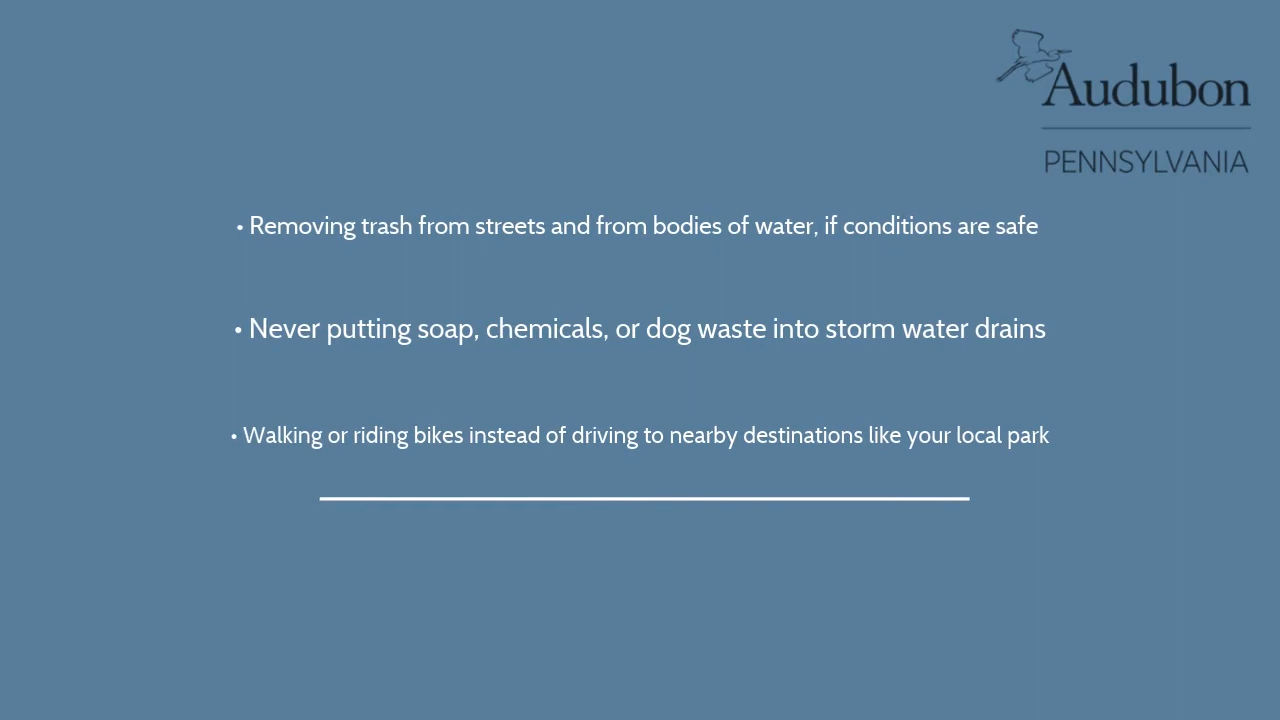 Audubon
PENNSYLVANIA
• Removing trash from streets and from bodies of water, if conditions are safe
• Never putting soap, chemicals, or dog waste into storm water drains
• Walking or riding bikes instead of driving to nearby destinations like your local park